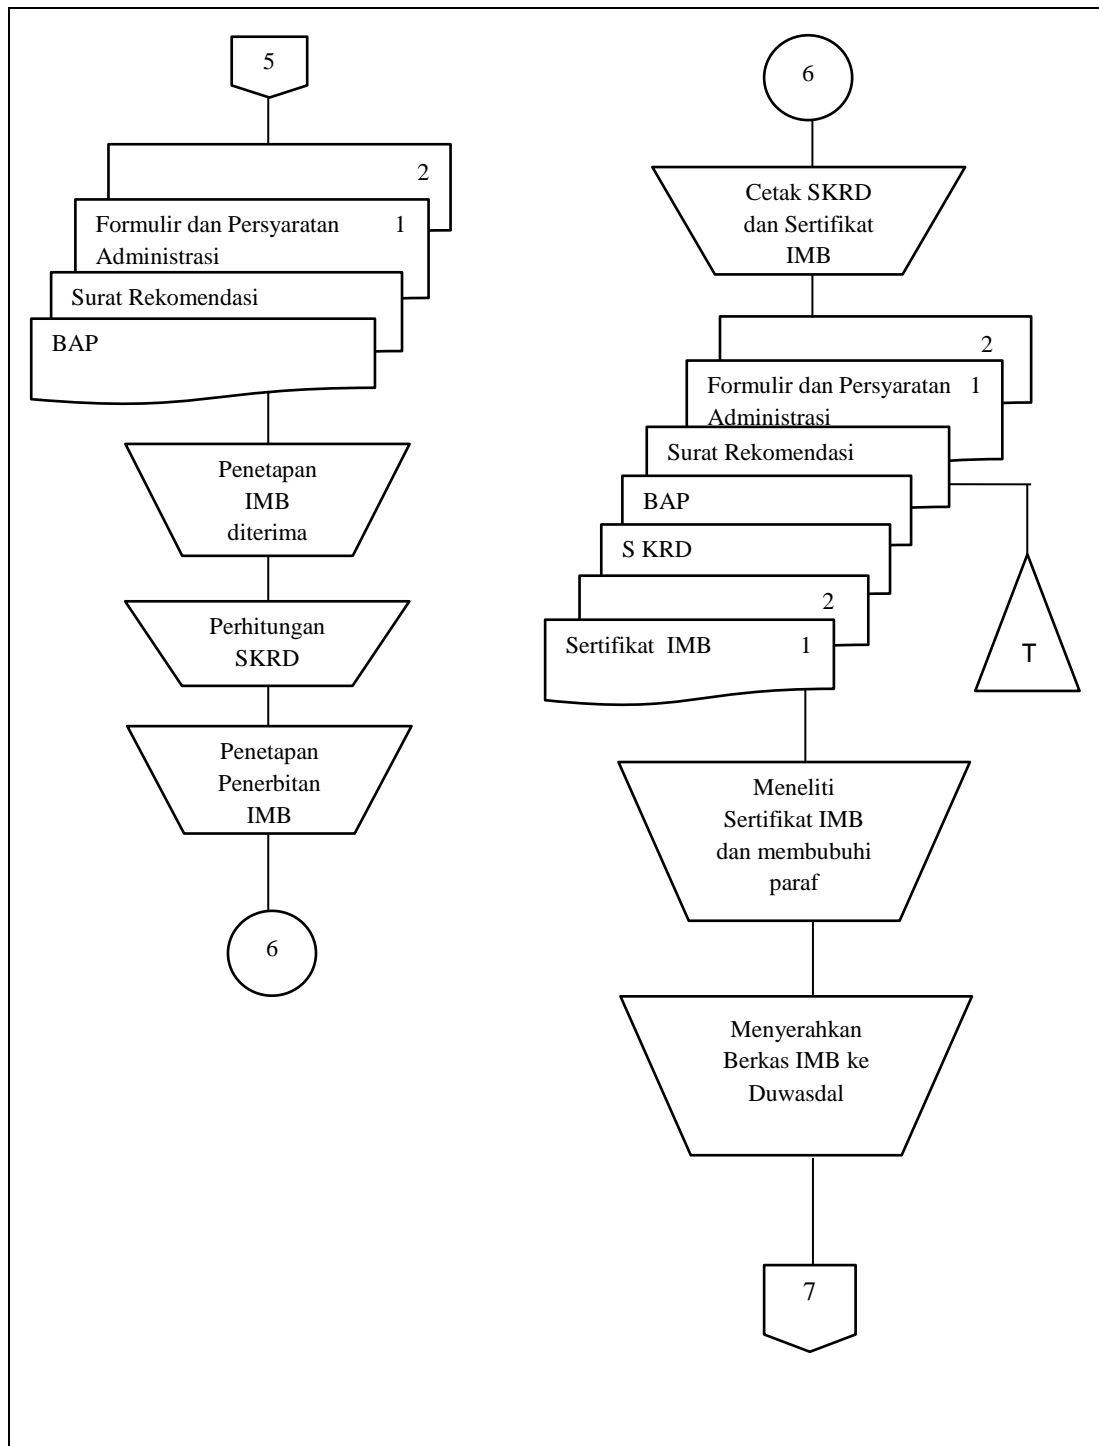 5
2
Formulir dan Persyaratan 1
Administrasi
Surat Rekomendasi
BAP
Penetapan
IMB
diterima
Perhitungan
SKRD
Penetapan
Penerbitan
IMB
6
6
Cetak SKRD
dan Sertifikat
IMB
2
Formulir dan Persyaratan 1
Administrasi
Surat Rekomendasi
BAP
S KRD
2
Sertifikat IMB 1
T
Meneliti
Sertifikat IMB
dan membubuhi
paraf
Menyerahkan
Berkas IMB ke
Duwasdal
7